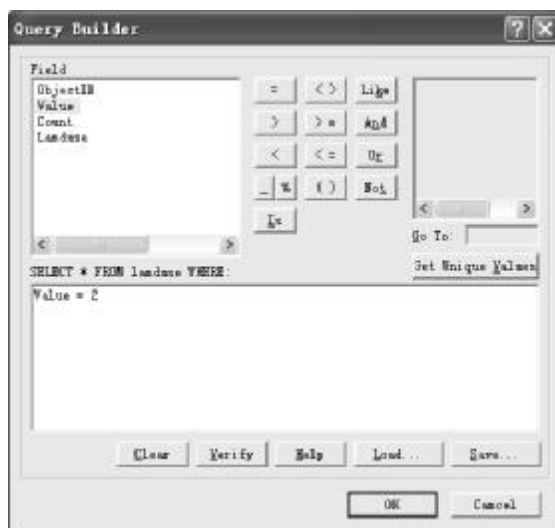 Query Builder
Field
ObjectID
Value
Count
Landuse
= < > Like
> > = And
< < = Or
_ % ( ) Not
Is
Go To:
Get Unique Values
SELECT * FROM landuse WHERE:
Value = 2
Clear Verify Help Load... Save...
OK Cancel